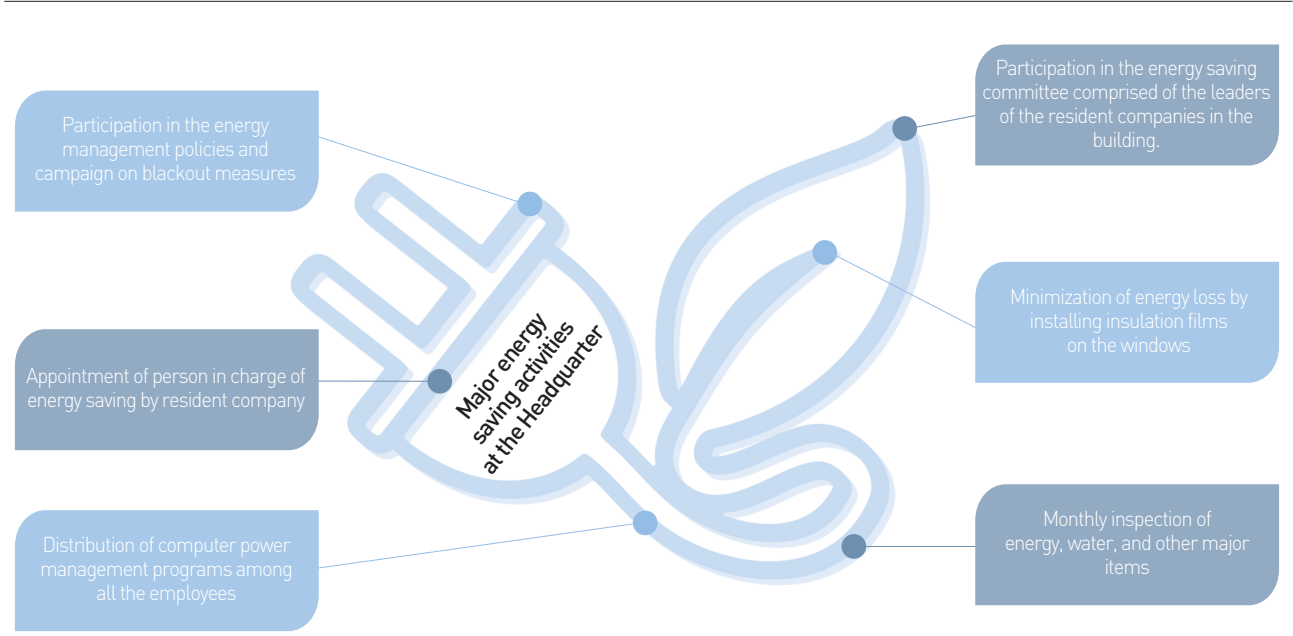 Participation in the energy
management policies and
campaign on blackout measures
Appointment of person in charge of
energy saving by resident company
Distribution of computer power
management programs among
all the employees
Major energy
saving activities
at the Headquarter
Participation in the energy saving
committee comprised of the leaders
of the resident companies in the
building.
Minimization of energy loss by
installing insulation films
on the windows
Monthly inspection of
energy, water, and other major
items